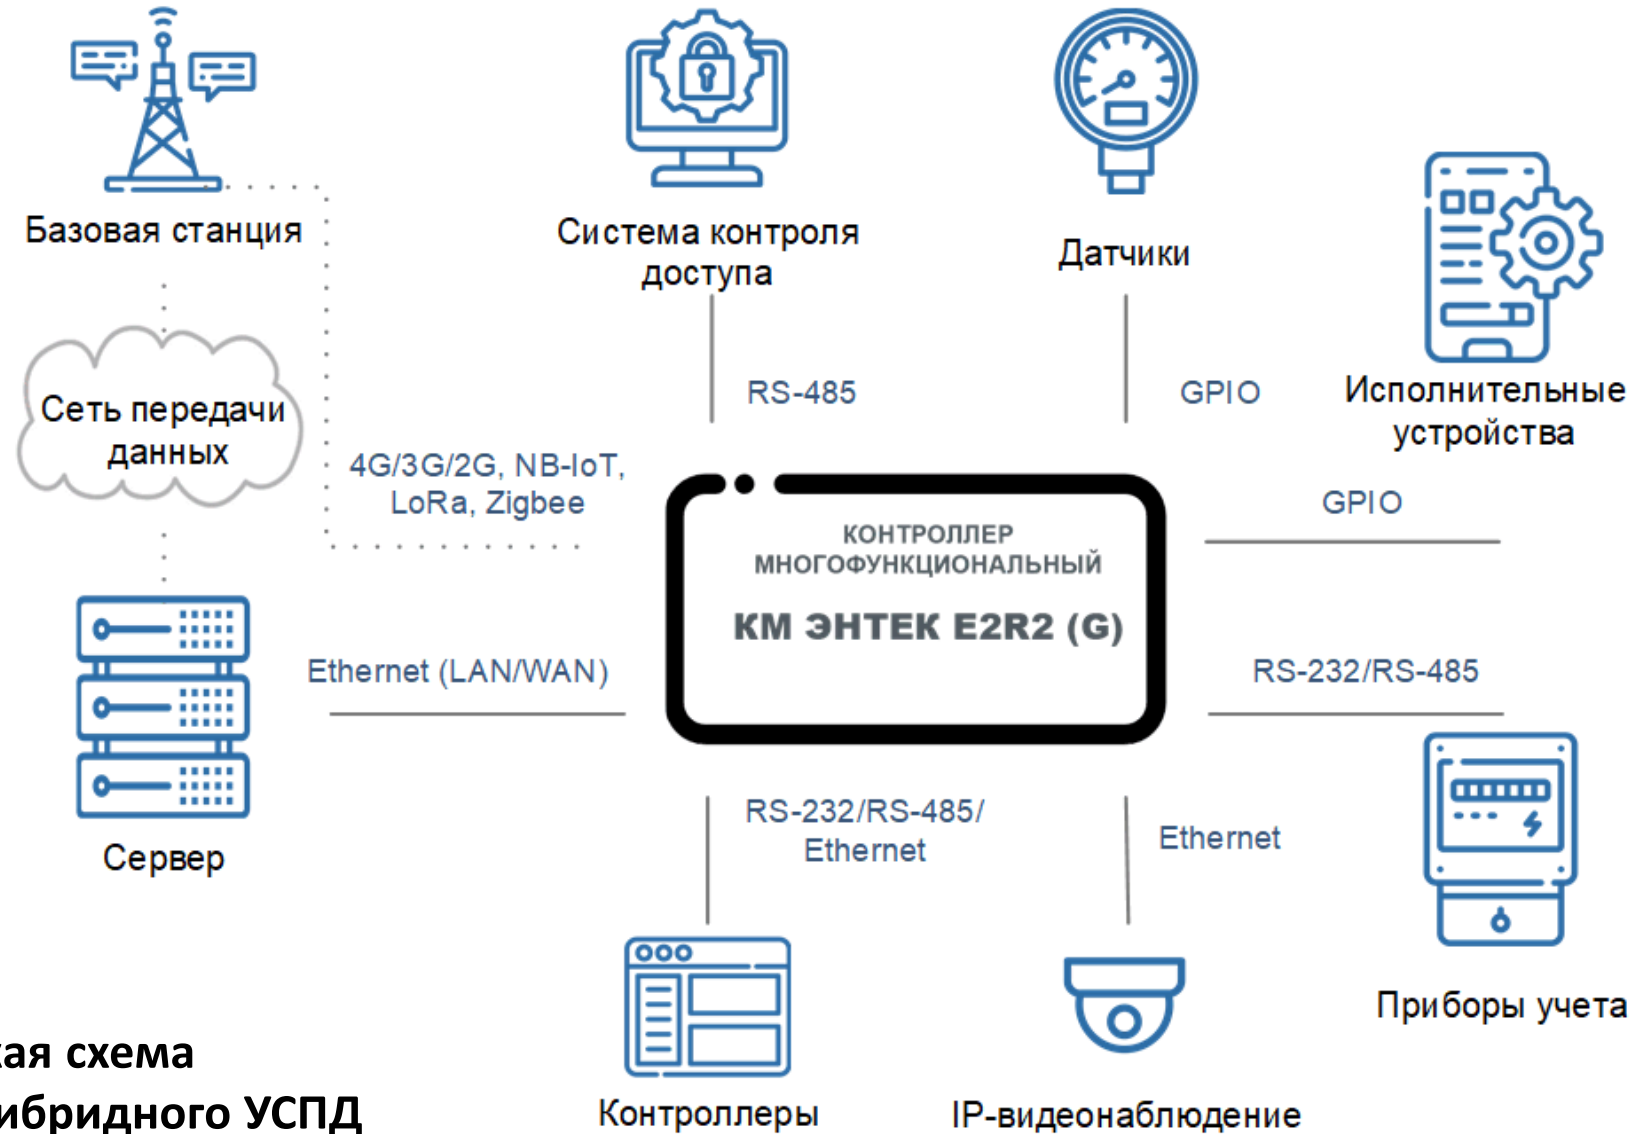 Базовая станция
Система контроля
доступа
Датчики
Исполнительные
устройства
Сеть передачи
данных
RS-485
GPIO
4G/3G/2G, NB-IoT,
LoRa, Zigbee
GPIO
КОНТРОЛЛЕР
МНОГОФУНКЦИОНАЛЬНЫЙ
КМ ЭНТЕК E2R2 (G)
Ethernet (LAN/WAN)
RS-232/RS-485
RS-232/RS-485/
Ethernet
Ethernet
Сервер
Приборы учета
Контроллеры
IP-видеонаблюдение
схема
УСПД